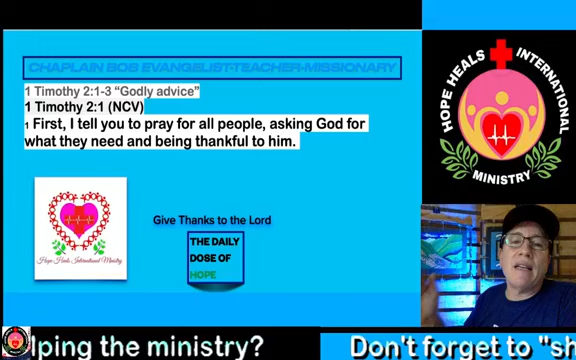 CHAPLAIN BOB EVANGELIST-TEACHER-MISSIONARY
1 Timothy 2:1-3 “Godly advice”
1 Timothy 2:1 (NCV)
1 First, I tell you to pray for all people, asking God for
what they need and being thankful to him.
Give Thanks to the Lord
THE DAILY
DOSE OF
HOPE
Hope Heals International Ministry
HOPE HEALS INTERNATIONAL
MINISTRY
lping the ministry? Don't forget to "sh